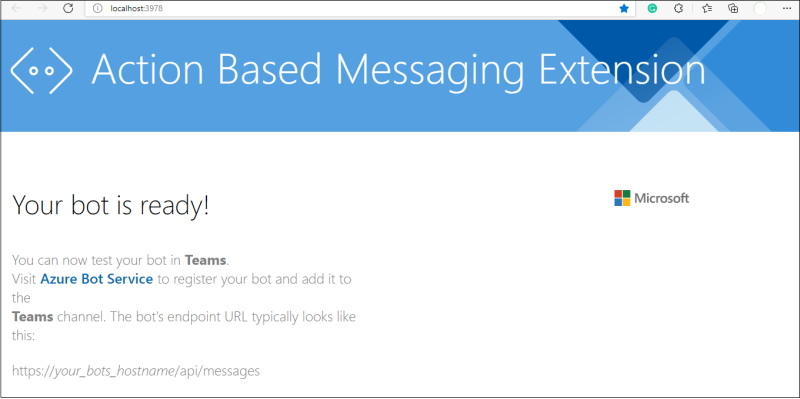 localhost:3978
Action Based Messaging Extension
Your bot is ready!
Microsoft
You can now test your bot in Teams.
Visit Azure Bot Service to register your bot and add it to
the
Teams channel. The bot's endpoint URL typically looks like
this:
https://your_bots_hostname/api/messages